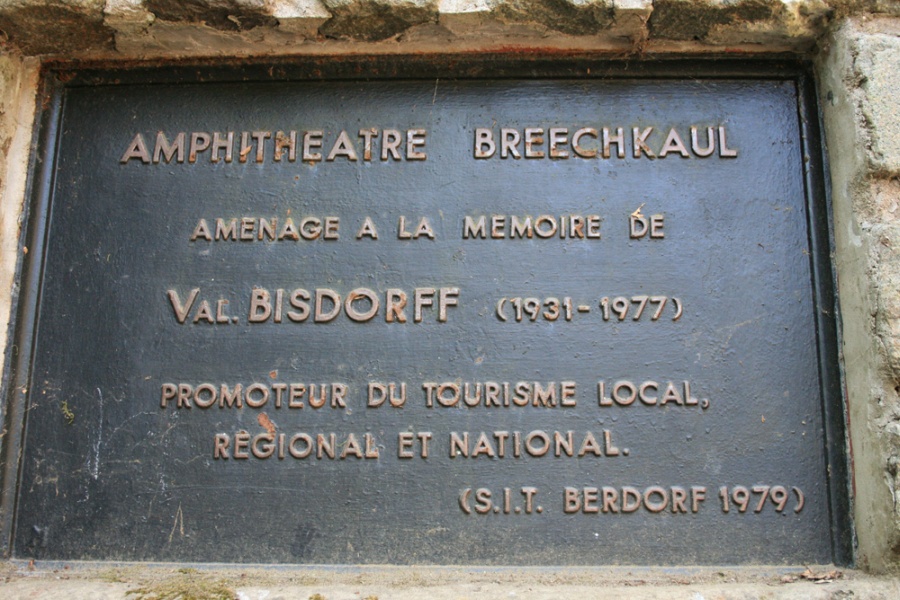 AMPHITHEATRE BREECHKAUL
AMENAGE A LA MEMOIRE DE
VAL. BISDORFF (1931-1977)
PROMOTEUR DU TOURISME LOCAL,
REGIONAL ET NATIONAL.
(S.I.T. BERDORF 1979)